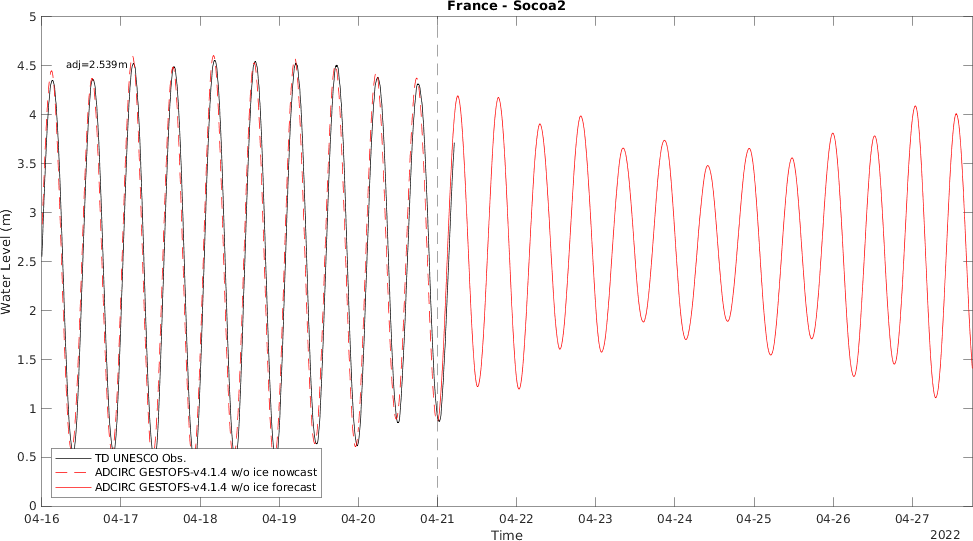 France - Socoa2
adj=2.539m
Water Level (m)
5
4.5
4
3.5
3
2.5
2
1.5
1
0.5
0
TD UNESCO Obs.
ADCIRC GESTOFS-v4.1.4 w/o ice nowcast
ADCIRC GESTOFS-v4.1.4 w/o ice forecast
04-16 04-17 04-18 04-19 04-20 04-21 04-22 04-23 04-24 04-25 04-26 04-27
Time
2022